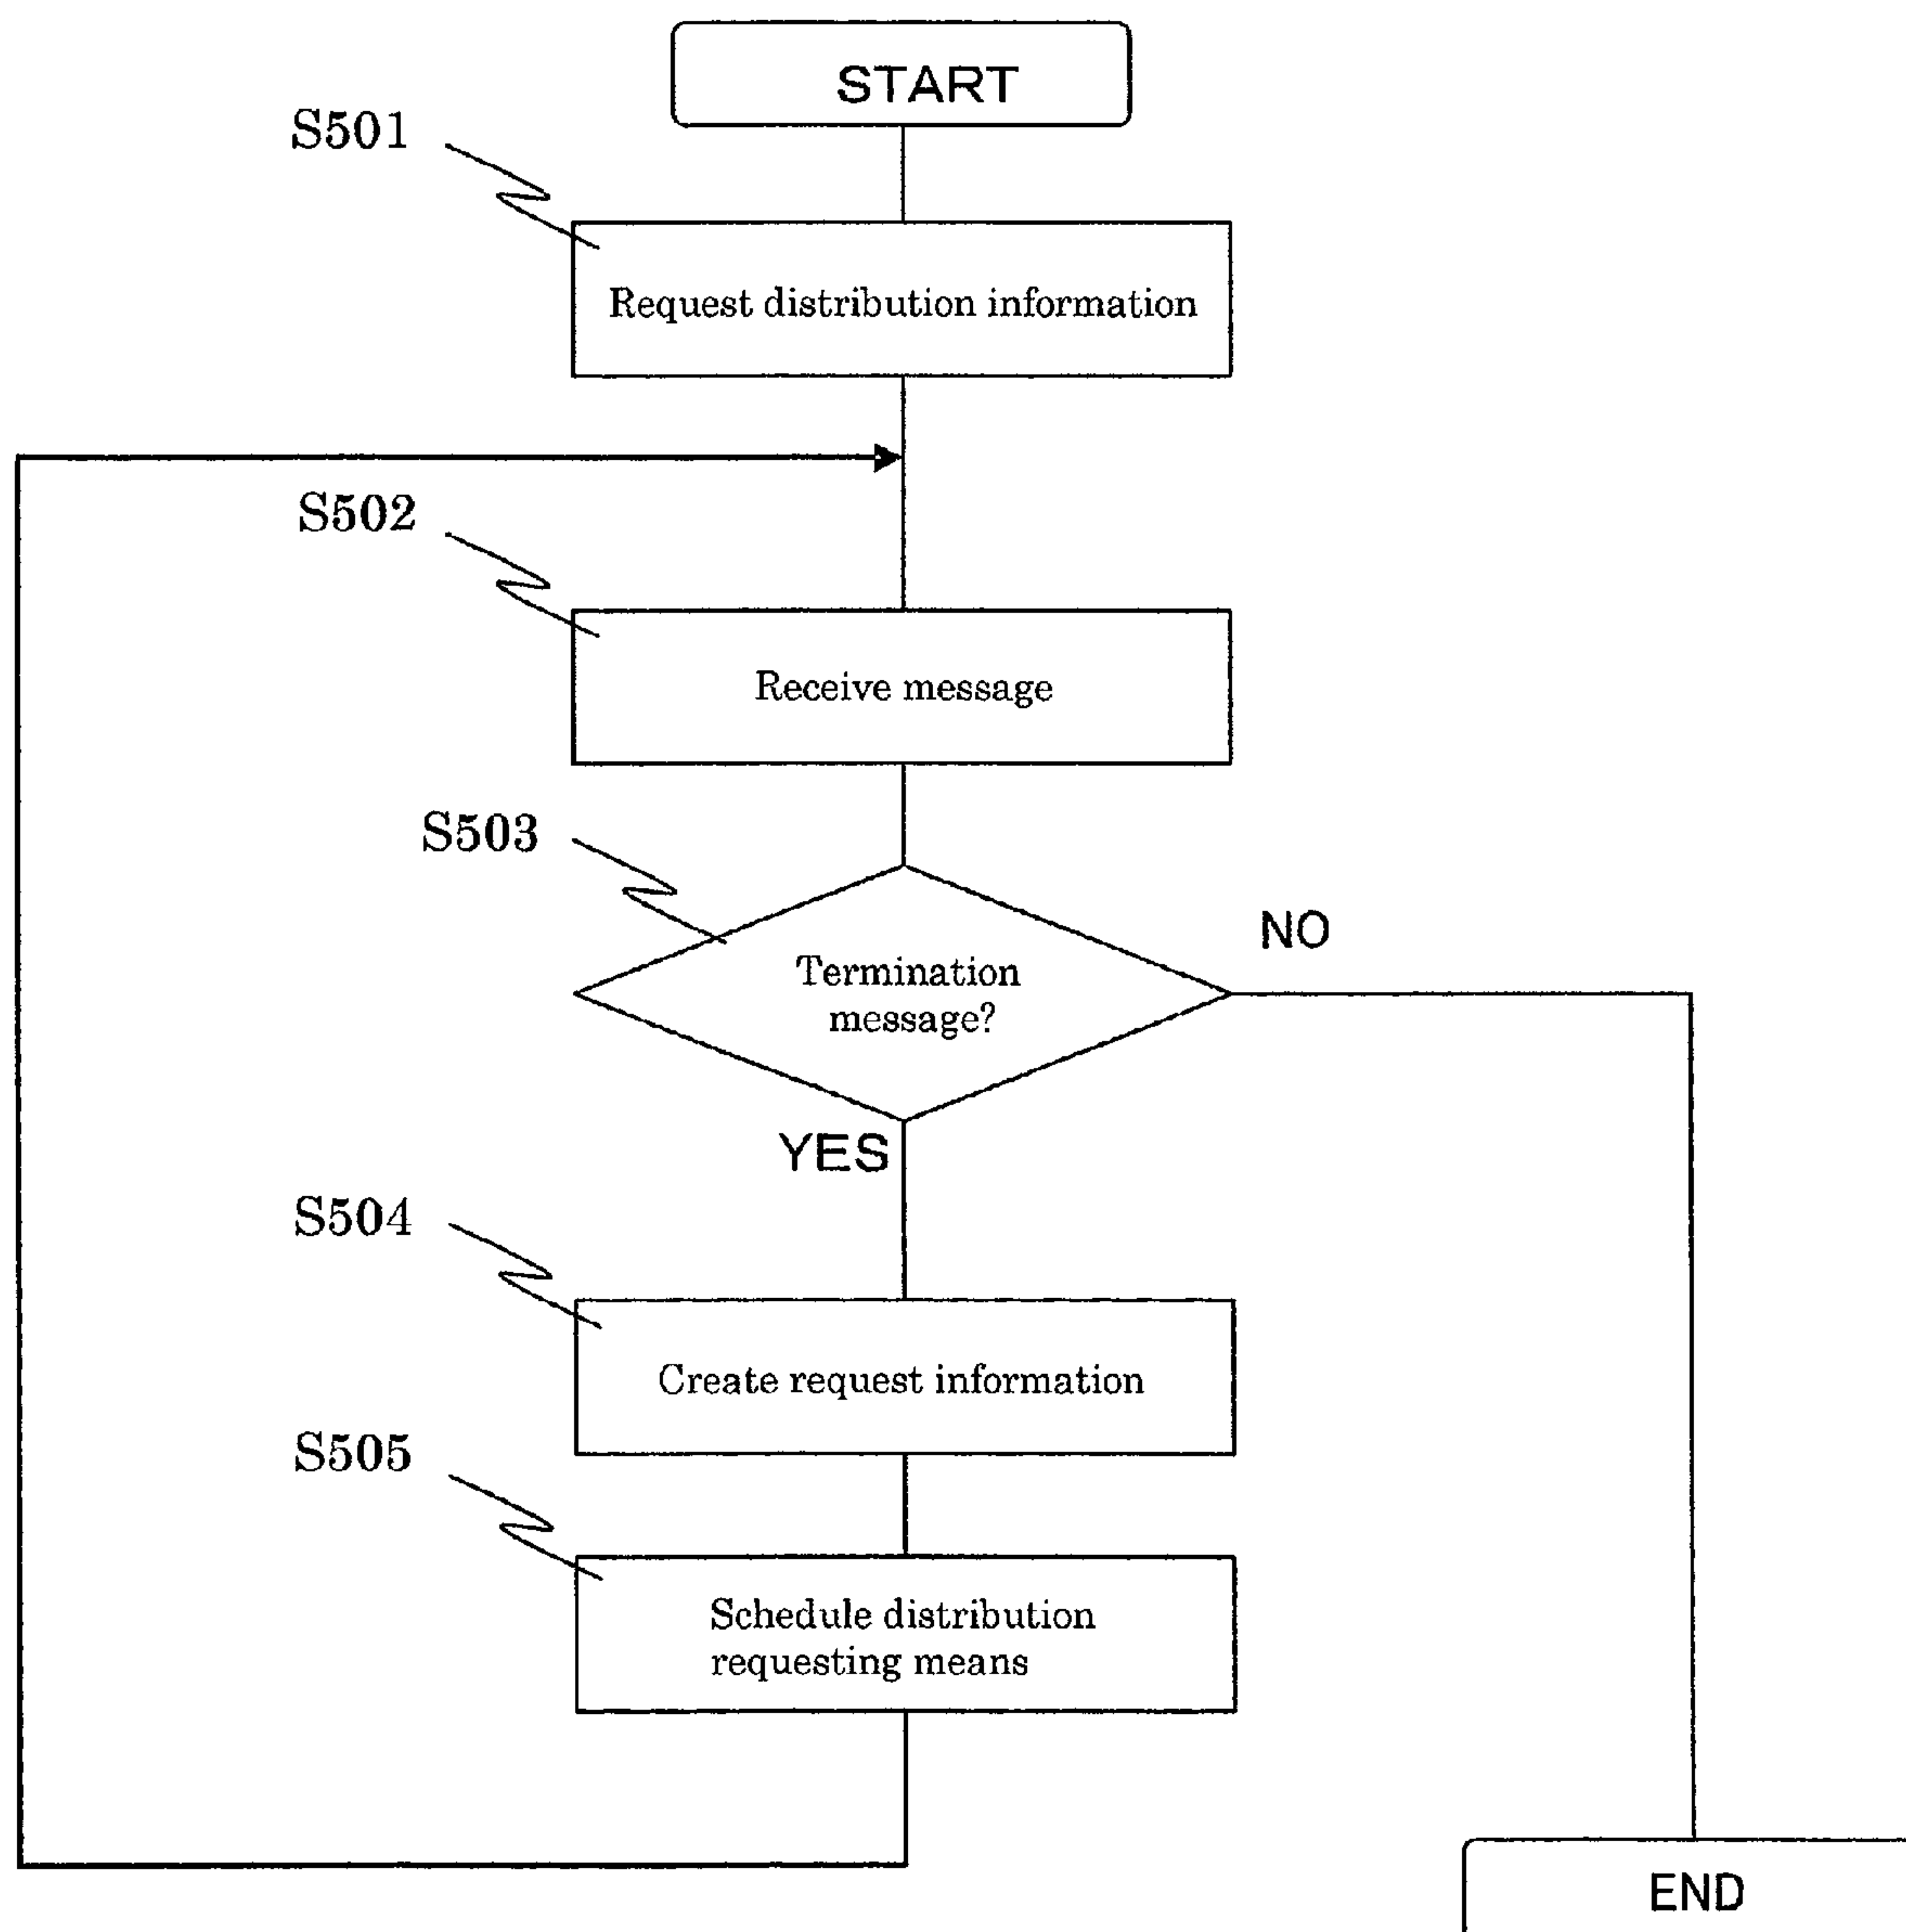 START
S501
Request distribution information
S502
Receive message
S503
NO
Termination
message?
YES
S504
Create request information
S505
Schedule distribution
requesting means
END